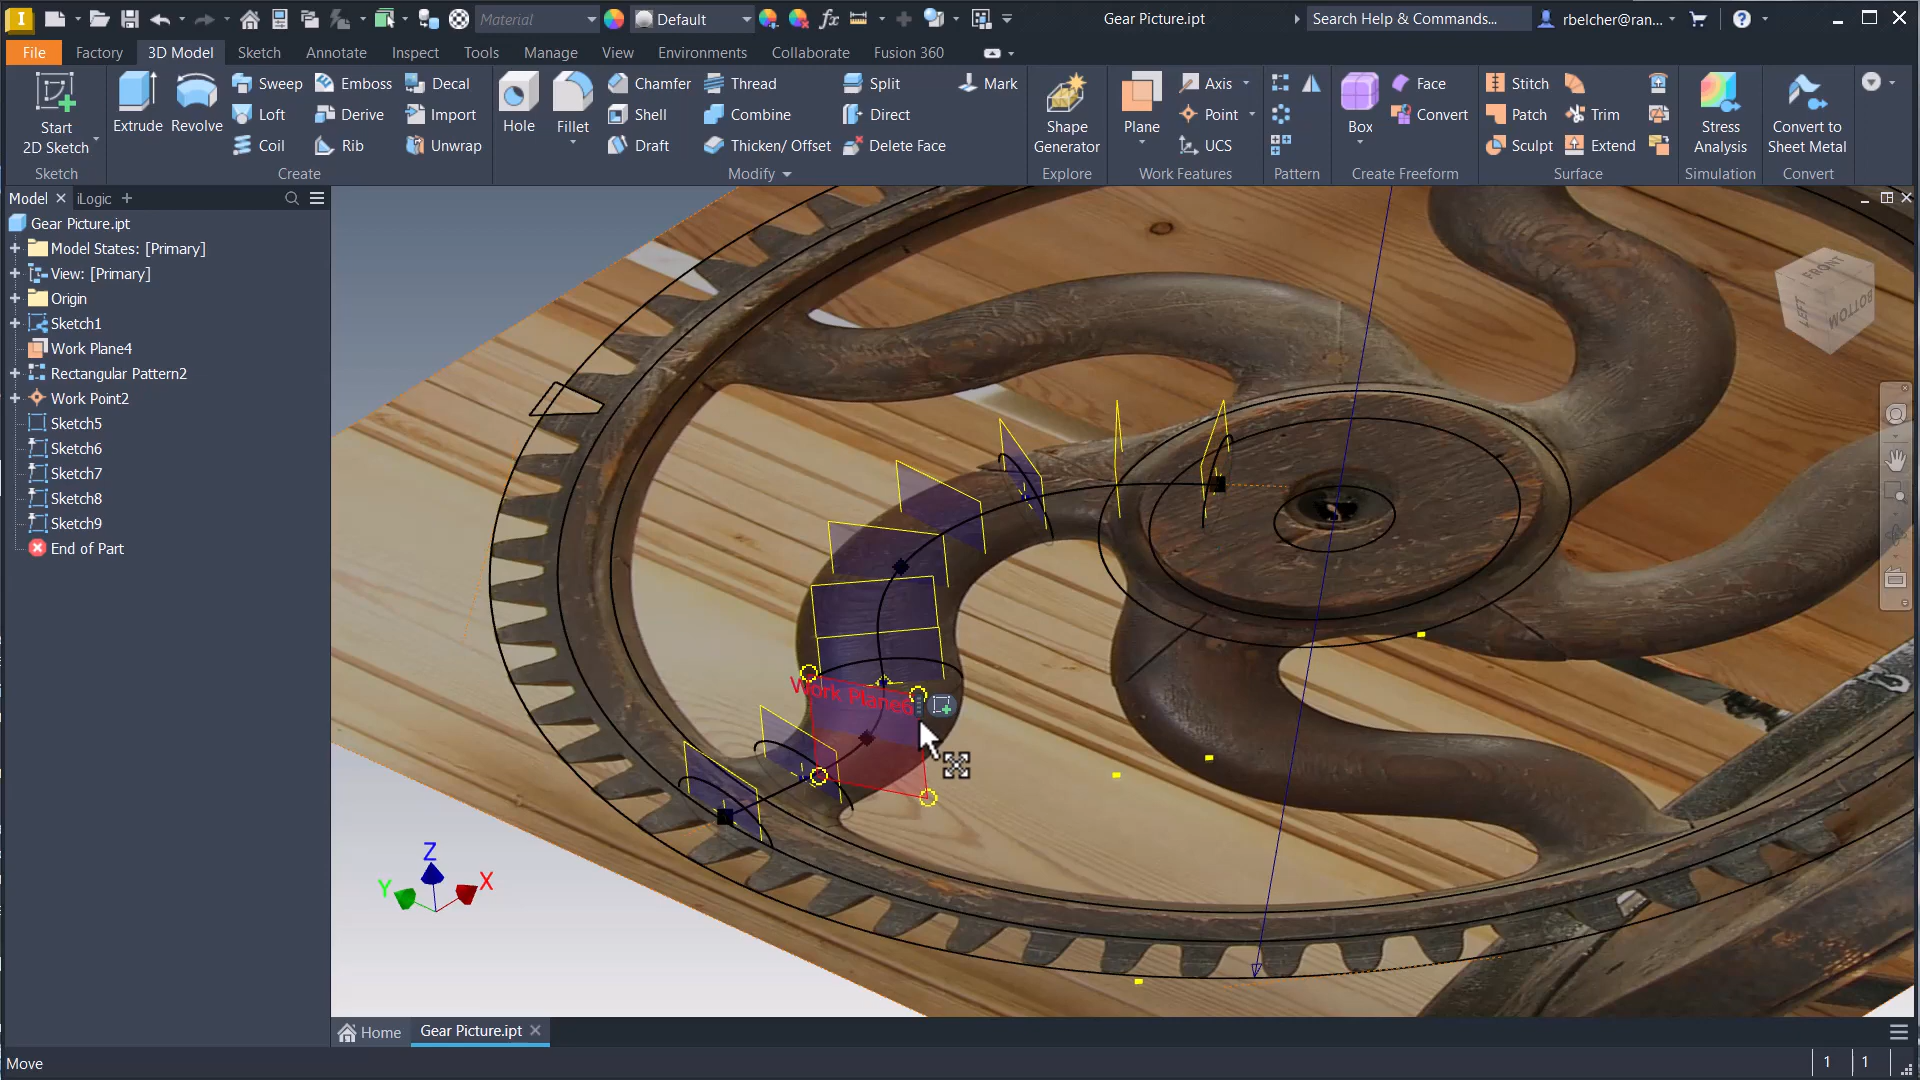 Material
Default
fx
Gear Picture.ipt
Search Help & Commands...
rbelcher@ran...
File
Factory
3D Model
Sketch
Annotate
Inspect
Tools
Manage
View
Environments
Collaborate
Fusion 360
Start
2D Sketch
Extrude
Revolve
Sweep
Emboss
Decal
Loft
Derive
Import
Coil
Rib
Unwrap
Hole
Fillet
Chamfer
Thread
Split
Mark
Shell
Combine
Direct
Draft
Thicken/ Offset
Delete Face
Shape
Generator
Plane
Axis
Point
UCS
Box
Face
Convert
Stitch
Patch
Trim
Sculpt
Extend
Stress
Analysis
Convert to
Sheet Metal
Sketch
Create
Modify
Explore
Work Features
Pattern
Create Freeform
Surface
Simulation
Convert
Model
iLogic
Gear Picture.ipt
Model States: [Primary]
View: [Primary]
Origin
Sketch1
Work Plane4
Rectangular Pattern2
Work Point2
Sketch5
Sketch6
Sketch7
Sketch8
Sketch9
End of Part
FRONT
LEFT
BOTTOM
Work Plane6
Z
Y
X
Home
Gear Picture.ipt
Move
1
1